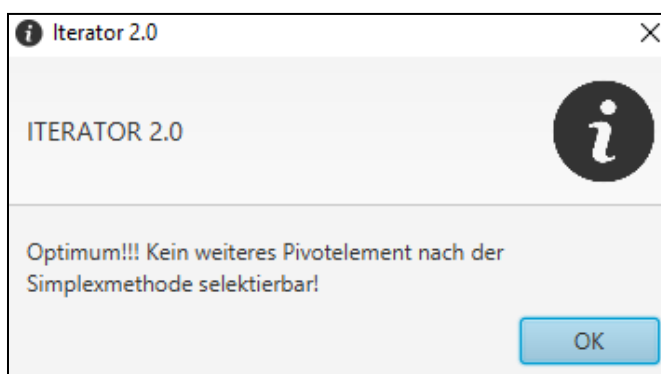 Iterator 2.0
ITERATOR 2.0
Optimum!!! Kein weiteres Pivotelement nach der
Simplexmethode selektierbar!
OK